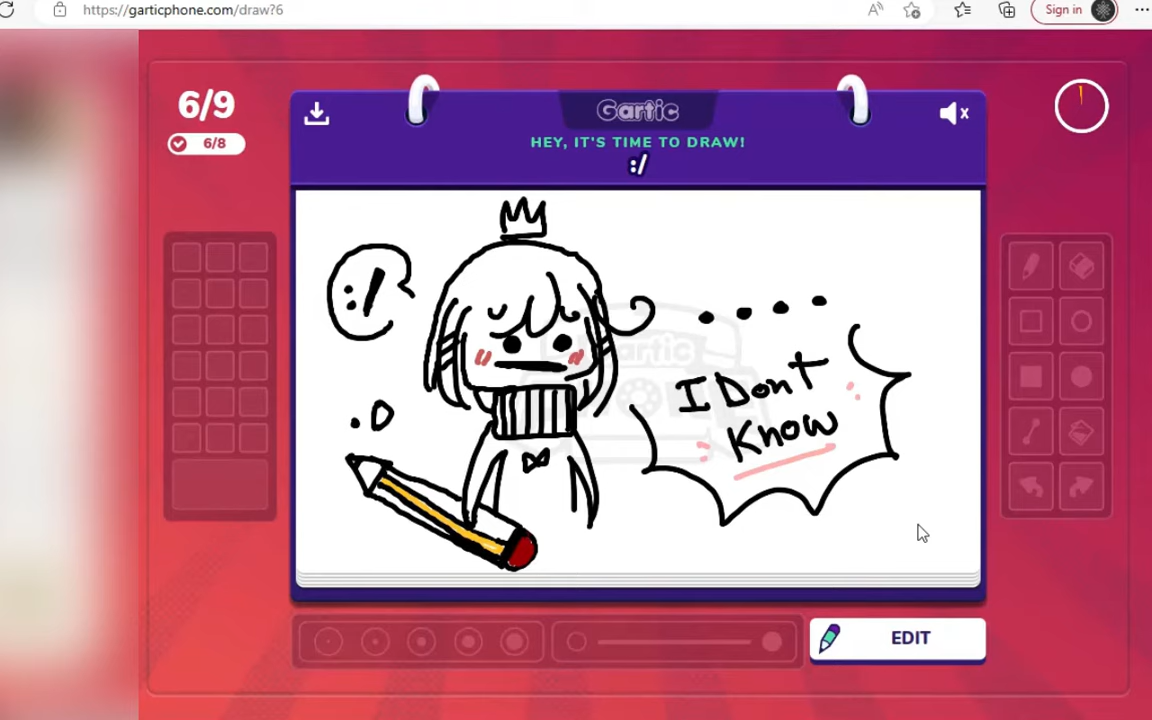 https://garticphone.com/draw?6
Sign in
6/9
6/8
Gartic
HEY, IT'S TIME TO DRAW!
:/
:/
I Don't
Know
EDIT